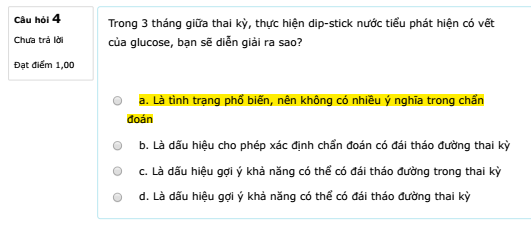 Câu hỏi 4
Chưa trả lời
Đạt điểm 1,00
Trong 3 tháng giữa thai kỳ, thực hiện dip-stick nước tiểu phát hiện có vết
của glucose, bạn sẽ diễn giải ra sao?
a. Là tình trạng phổ biến, nên không có nhiều ý nghĩa trong chẩn
đoán
b. Là dấu hiệu cho phép xác định chẩn đoán có đái tháo đường thai kỳ
c. Là dấu hiệu gợi ý khả năng có thể có đái tháo đường trong thai kỳ
d. Là dấu hiệu gợi ý khả năng có thể có đái tháo đường thai kỳ